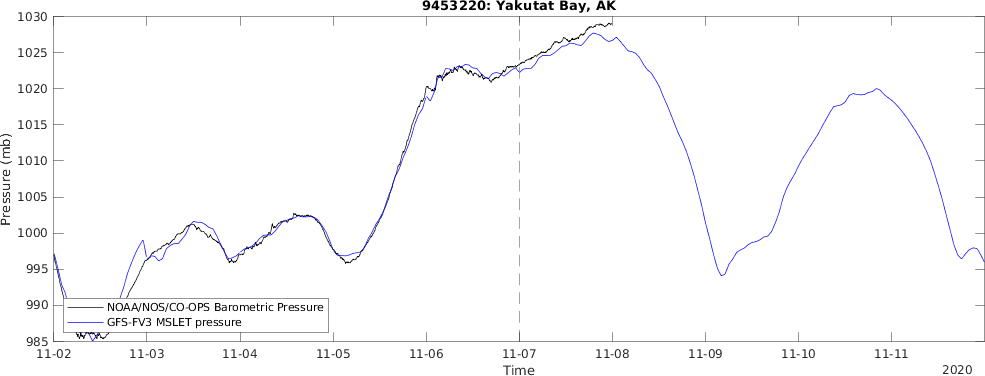 9453220: Yakutat Bay, AK
Pressure (mb)
1030
1025
1020
1015
1010
1005
1000
995
990
985
NOAA/NOS/CO-OPS Barometric Pressure
GFS-FV3 MSLET pressure
11-02 11-03 11-04 11-05 11-06 11-07 11-08 11-09 11-10 11-11
Time
2020